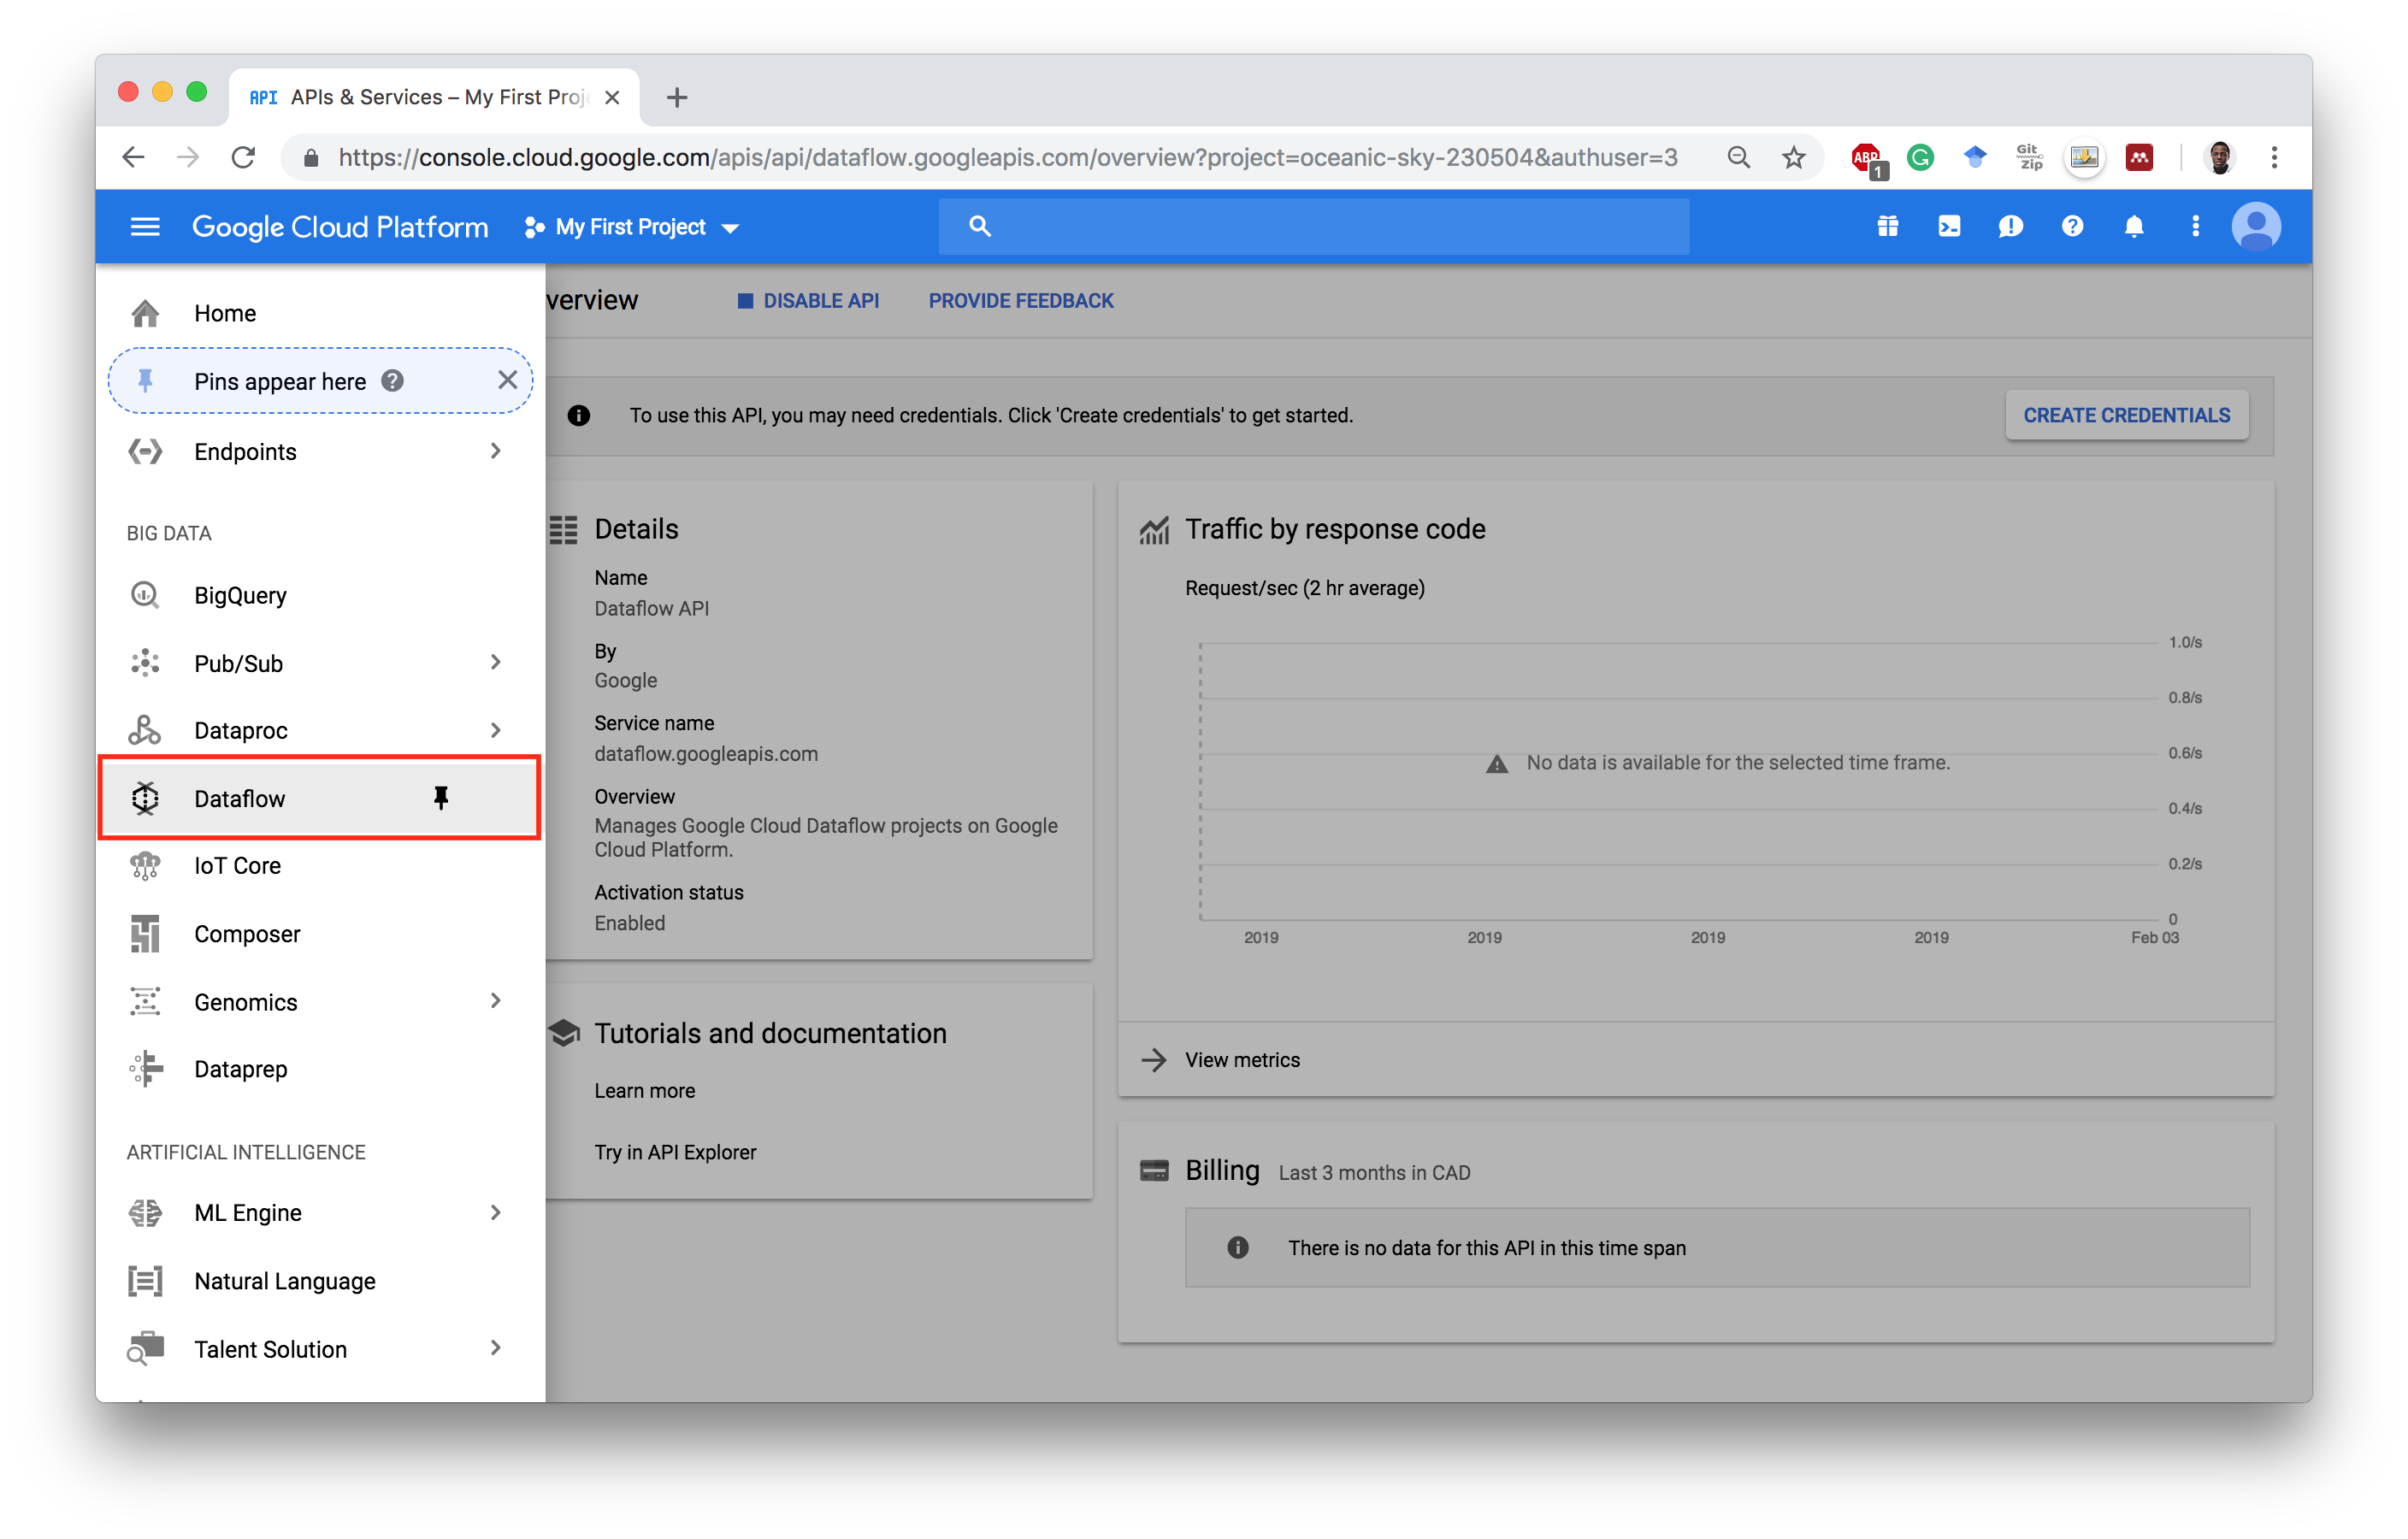 API APIs & Services – My First Proj
https://console.cloud.google.com/apis/api/dataflow.googleapis.com/overview?project=oceanic-sky-230504&authuser=3
ABP
1
Git
Zip
Google Cloud Platform
My First Project
Home
Pins appear here
Endpoints
BIG DATA
BigQuery
Pub/Sub
Dataproc
Dataflow
IoT Core
Composer
Genomics
Dataprep
ARTIFICIAL INTELLIGENCE
ML Engine
Natural Language
Talent Solution
verview
DISABLE API
PROVIDE FEEDBACK
To use this API, you may need credentials. Click 'Create credentials' to get started.
CREATE CREDENTIALS
Details
Name
Dataflow API
By
Google
Service name
dataflow.googleapis.com
Overview
Manages Google Cloud Dataflow projects on Google
Cloud Platform.
Activation status
Enabled
Tutorials and documentation
Learn more
Try in API Explorer
Traffic by response code
Request/sec (2 hr average)
1.0/s
0.8/s
0.6/s
No data is available for the selected time frame.
0.4/s
0.2/s
0
2019 2019 2019 2019 Feb 03
View metrics
Billing Last 3 months in CAD
There is no data for this API in this time span